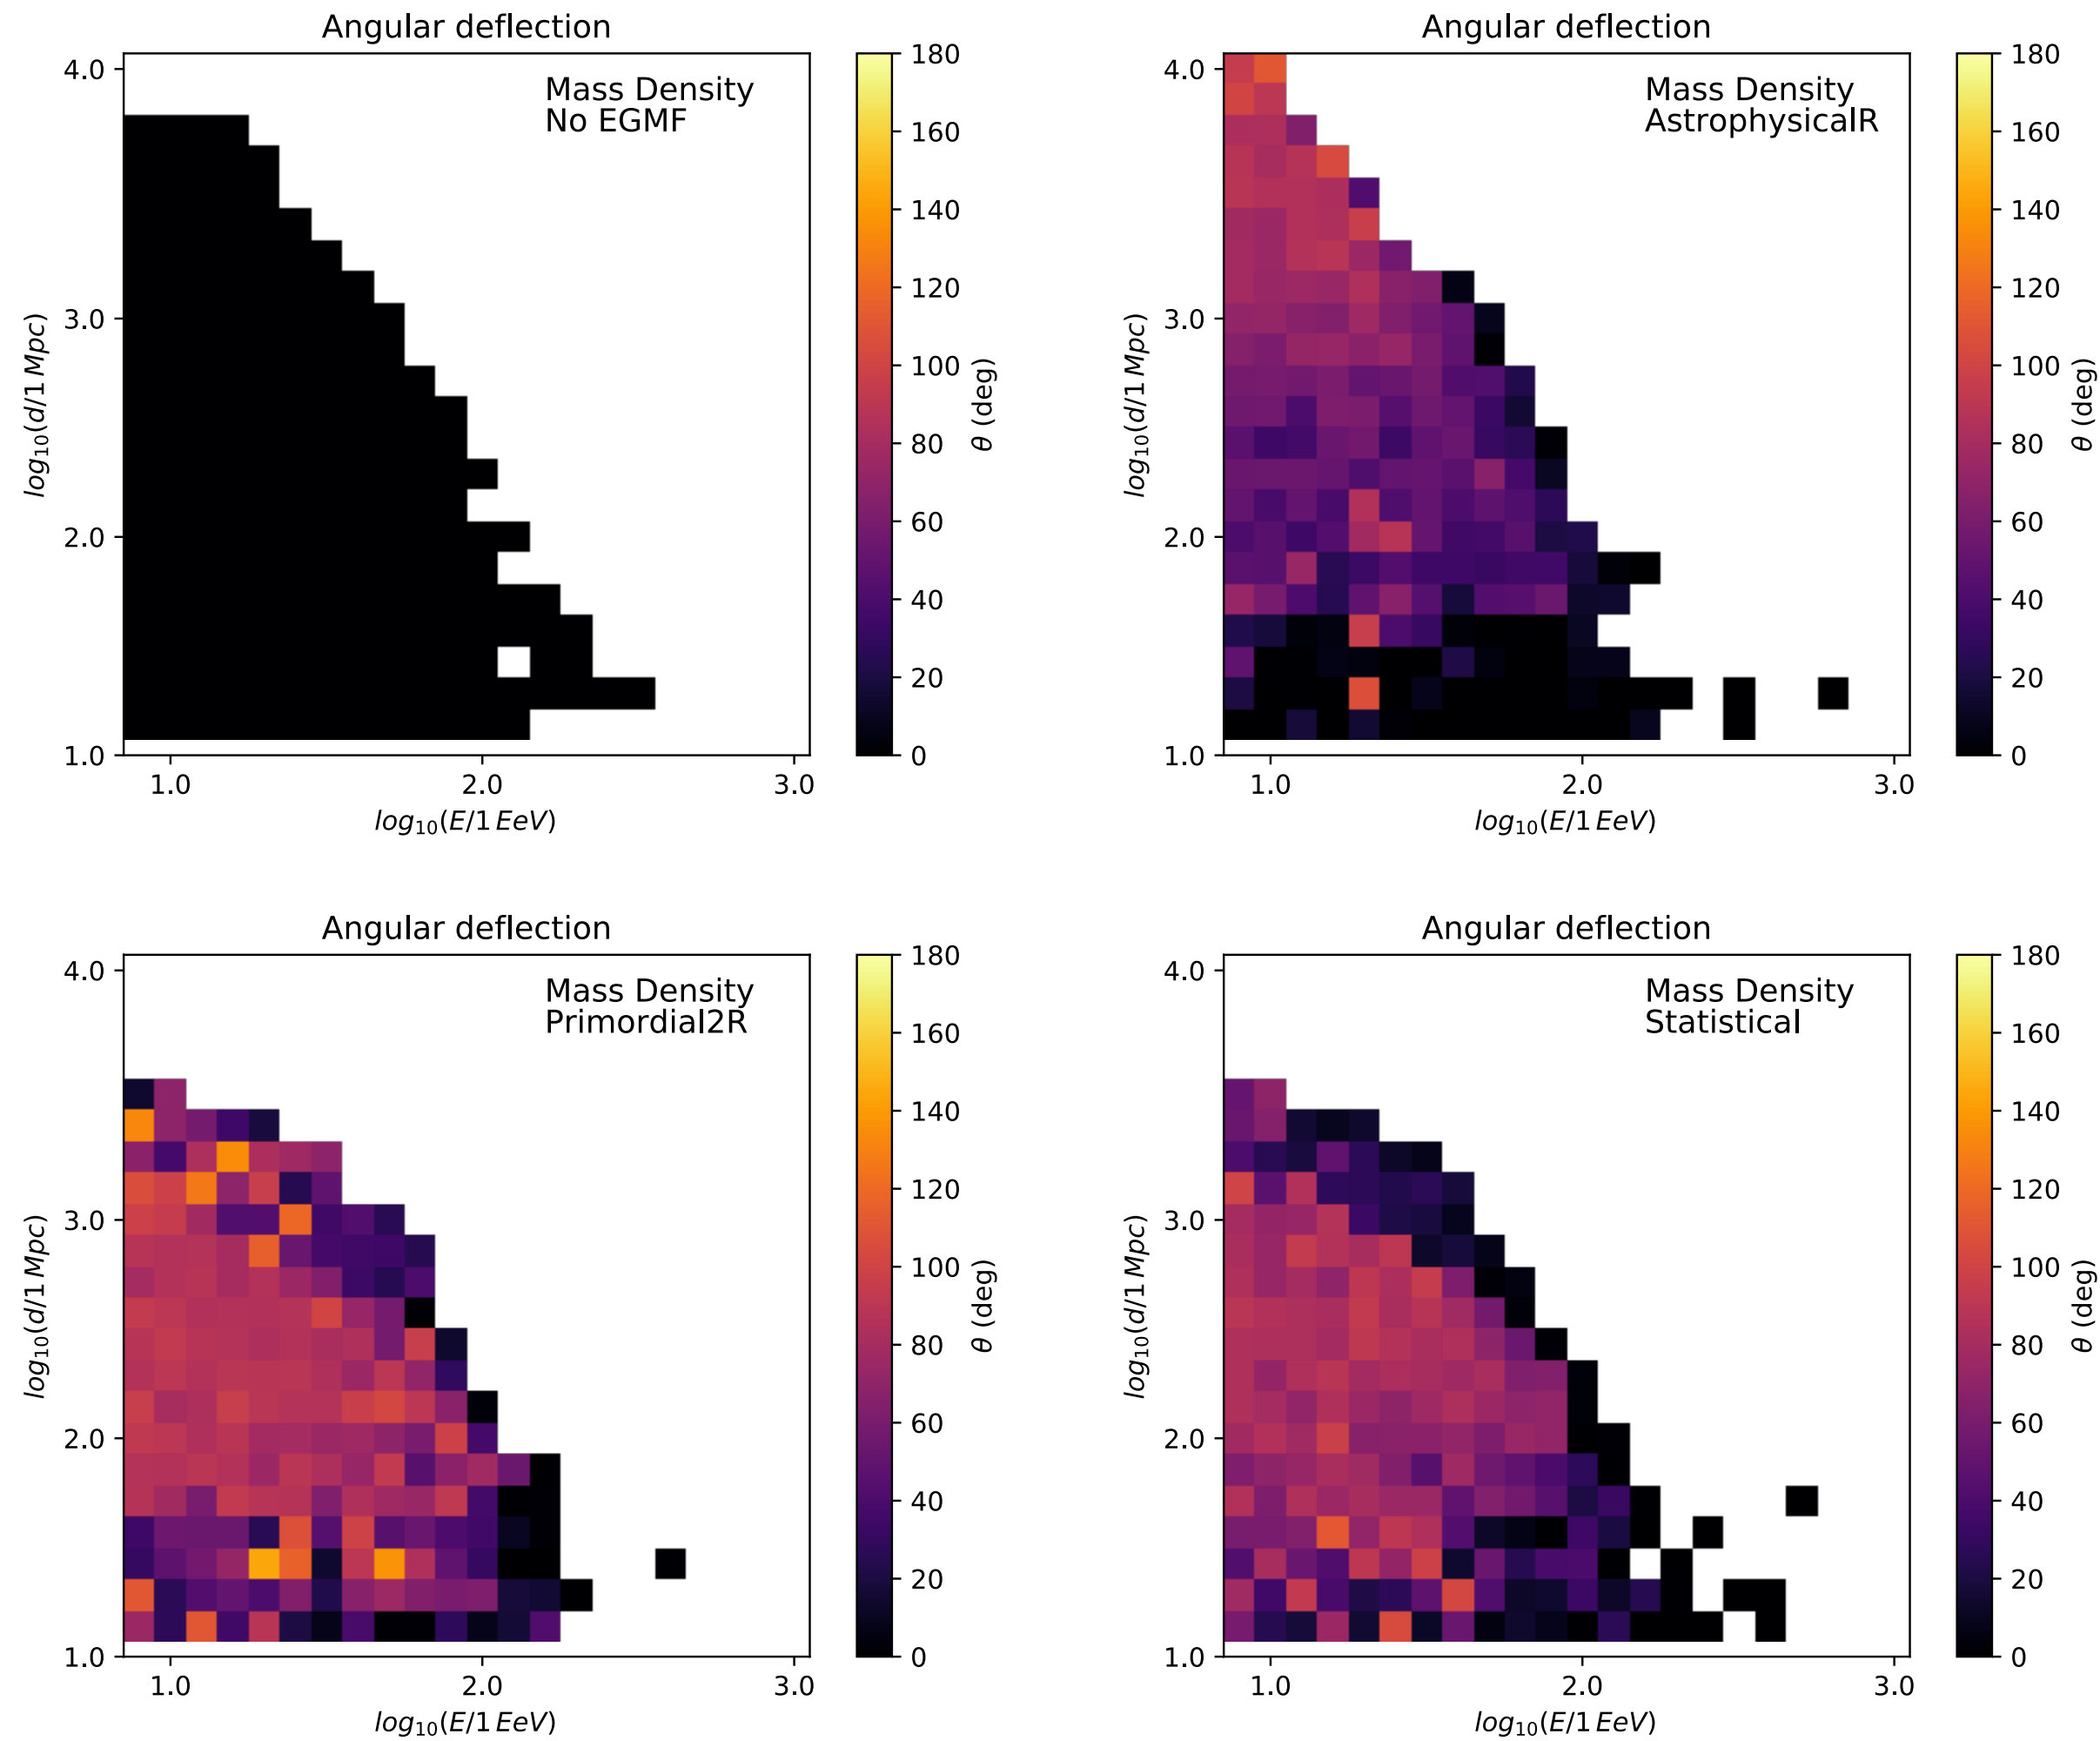 Angular deflection
Mass Density
No EGMF
4.0
3.0
2.0
1.0
log10(d/1 Mpc)
1.0 2.0 3.0
log10(E/1 EeV)
180
160
140
120
100
80
60
40
20
0
θ (deg)
Angular deflection
Mass Density
AstrophysicalR
4.0
3.0
2.0
1.0
log10(d/1 Mpc)
1.0 2.0 3.0
log10(E/1 EeV)
180
160
140
120
100
80
60
40
20
0
θ (deg)
Angular deflection
Mass Density
Primordial2R
4.0
3.0
2.0
1.0
log10(d/1 Mpc)
1.0 2.0 3.0
log10(E/1 EeV)
180
160
140
120
100
80
60
40
20
0
θ (deg)
Angular deflection
Mass Density
Statistical
4.0
3.0
2.0
1.0
log10(d/1 Mpc)
1.0 2.0 3.0
log10(E/1 EeV)
180
160
140
120
100
80
60
40
20
0
θ (deg)